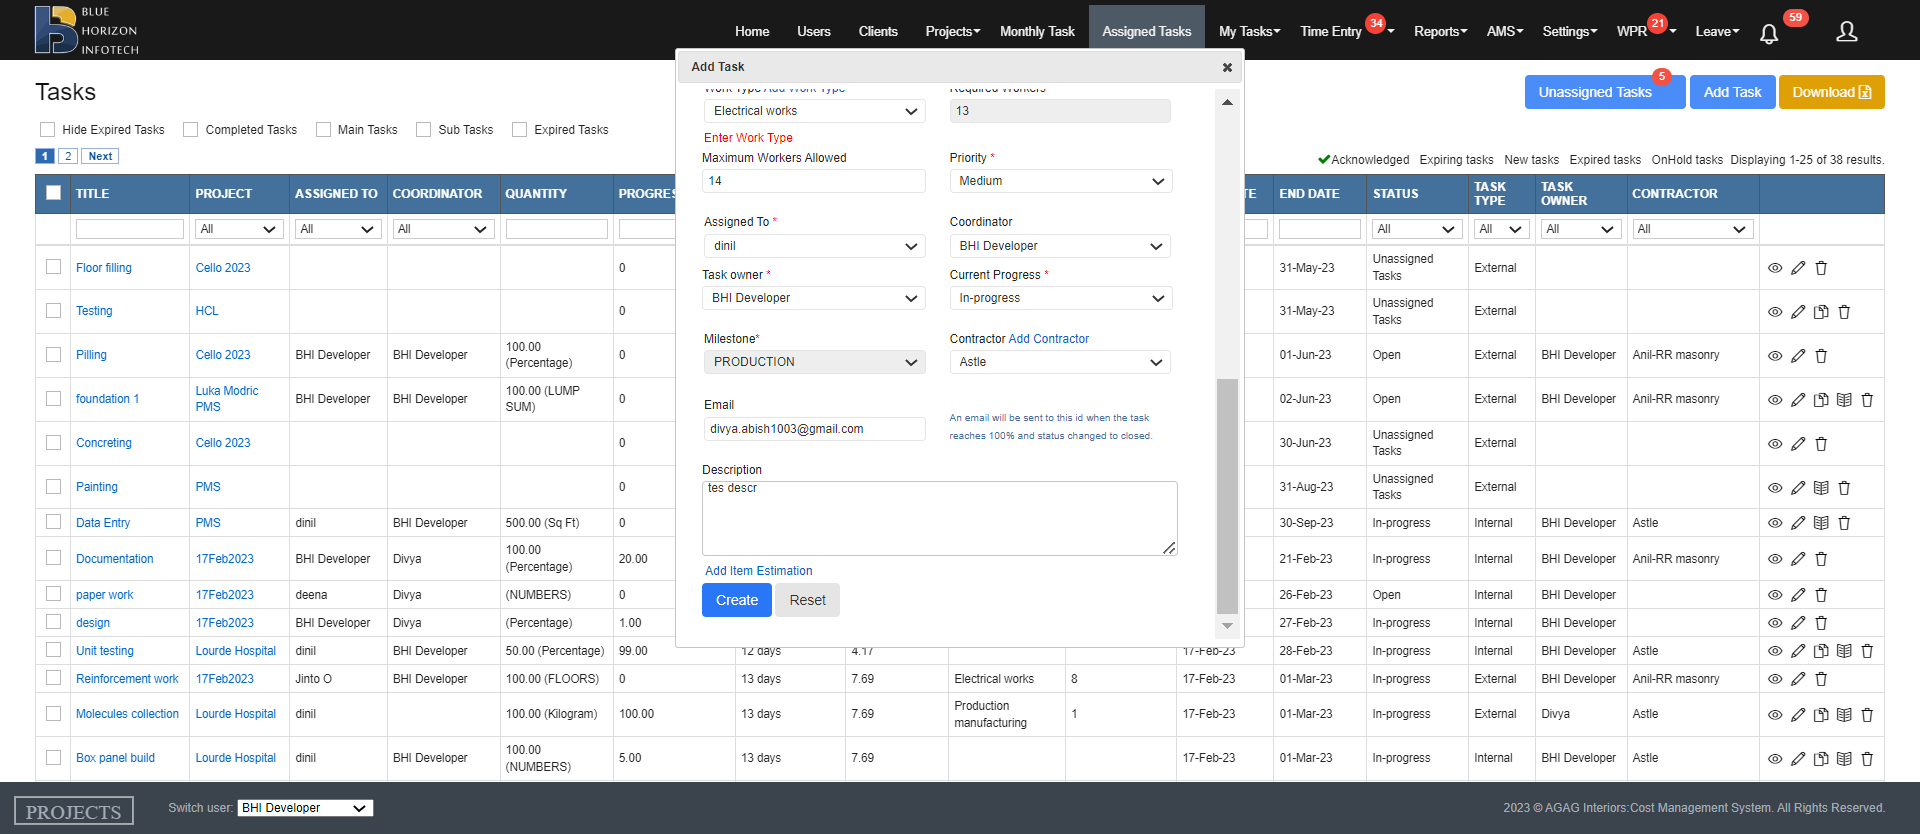 BLUE
HORIZON
INFOTECH
Home Users Clients Projects Monthly Task Assigned Tasks My Tasks Time Entry 34 Reports AMS Settings WPR 21 Leave 59
Tasks
Unassigned Tasks 5 Add Task Download
Hide Expired Tasks Completed Tasks Main Tasks Sub Tasks Expired Tasks
1 2 Next
Acknowledged Expiring tasks New tasks Expired tasks OnHold tasks Displaying 1-25 of 38 results.
Add Task
Work Type Add Work Type Required Workers
Electrical works 13
Enter Work Type
Maximum Workers Allowed Priority *
14 Medium
Assigned To * Coordinator
dinil BHI Developer
Task owner * Current Progress *
BHI Developer In-progress
Milestone* Contractor Add Contractor
PRODUCTION Astle
Email
divya.abish1003@gmail.com
An email will be sent to this id when the task
reaches 100% and status changed to closed.
Description
tes descr
Add Item Estimation
Create Reset
TITLE PROJECT ASSIGNED TO COORDINATOR QUANTITY PROGRES TE END DATE STATUS TASK TYPE TASK OWNER CONTRACTOR
All All All All All All All
Floor filling Cello 2023 0 31-May-23 Unassigned Tasks External
Testing HCL 0 31-May-23 Unassigned Tasks External
Pilling Cello 2023 BHI Developer BHI Developer 100.00 (Percentage) 0 01-Jun-23 Open External BHI Developer Anil-RR masonry
foundation 1 Luka Modric PMS BHI Developer BHI Developer 100.00 (LUMP SUM) 0 02-Jun-23 Open External BHI Developer Anil-RR masonry
Concreting Cello 2023 0 30-Jun-23 Unassigned Tasks External
Painting PMS 0 31-Aug-23 Unassigned Tasks External
Data Entry PMS dinil BHI Developer 500.00 (Sq Ft) 0 30-Sep-23 In-progress Internal BHI Developer Astle
Documentation 17Feb2023 BHI Developer Divya 100.00 (Percentage) 20.00 21-Feb-23 In-progress Internal BHI Developer Anil-RR masonry
paper work 17Feb2023 deena Divya (NUMBERS) 0 26-Feb-23 Open Internal BHI Developer
design 17Feb2023 BHI Developer Divya (Percentage) 1.00 27-Feb-23 In-progress Internal BHI Developer
Unit testing Lourde Hospital dinil BHI Developer 50.00 (Percentage) 99.00 12 days 4.17 17-Feb-23 28-Feb-23 In-progress Internal BHI Developer Astle
Reinforcement work 17Feb2023 Jinto O BHI Developer 100.00 (FLOORS) 0 13 days 7.69 Electrical works 8 17-Feb-23 01-Mar-23 In-progress External BHI Developer Anil-RR masonry
Molecules collection Lourde Hospital dinil 100.00 (Kilogram) 100.00 13 days 7.69 Production manufacturing 1 17-Feb-23 01-Mar-23 In-progress External Divya Astle
Box panel build Lourde Hospital dinil BHI Developer 100.00 (NUMBERS) 5.00 13 days 7.69 17-Feb-23 01-Mar-23 In-progress Internal BHI Developer Astle
PROJECTS Switch user: BHI Developer 2023 © AGAG Interiors:Cost Management System. All Rights Reserved.